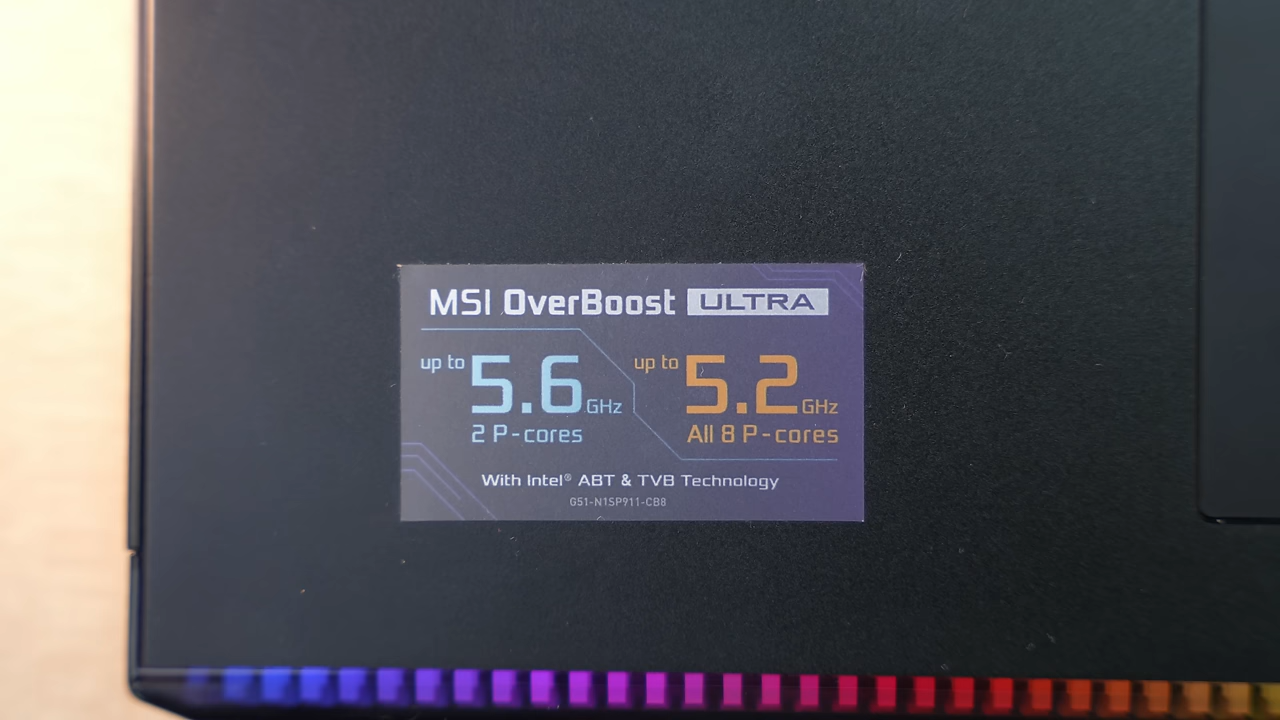 MSI OverBoost ULTRA
up to 5.6 GHz
2 P-cores
up to 5.2 GHz
All 8 P-cores
With Intel® ABT & TVB Technology
G51-N1SP911-CB8